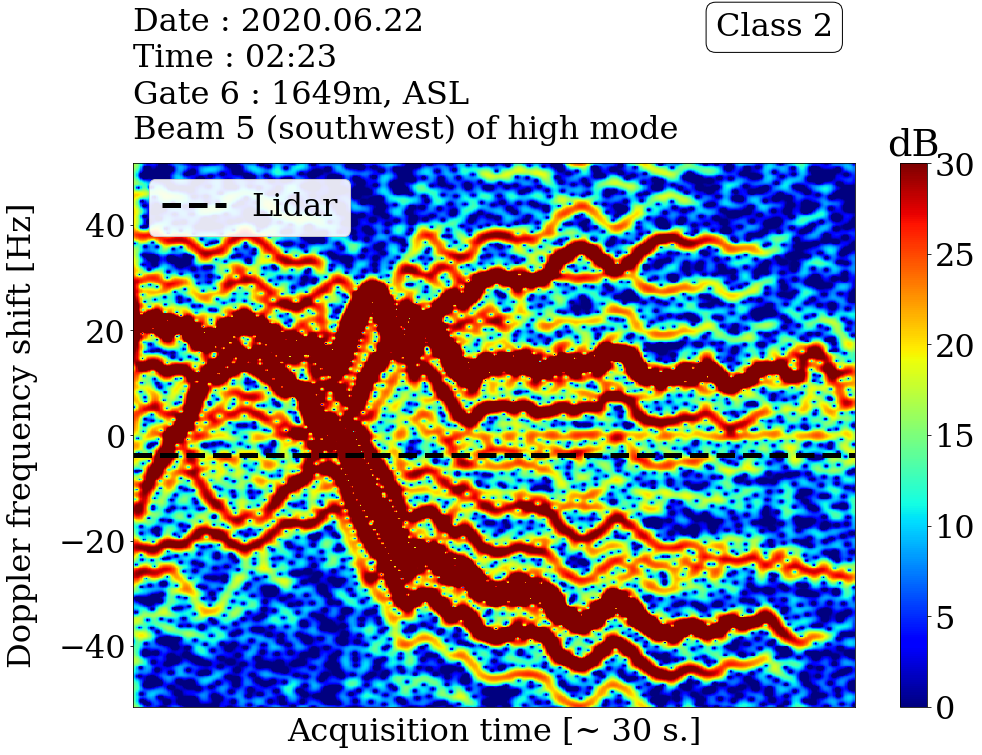 Date : 2020.06.22
Time : 02:23
Gate 6 : 1649m, ASL
Beam 5 (southwest) of high mode
Class 2
dB
Lidar
Doppler frequency shift [Hz]
40
20
0
−20
−40
30
25
20
15
10
5
0
Acquisition time [~ 30 s.]